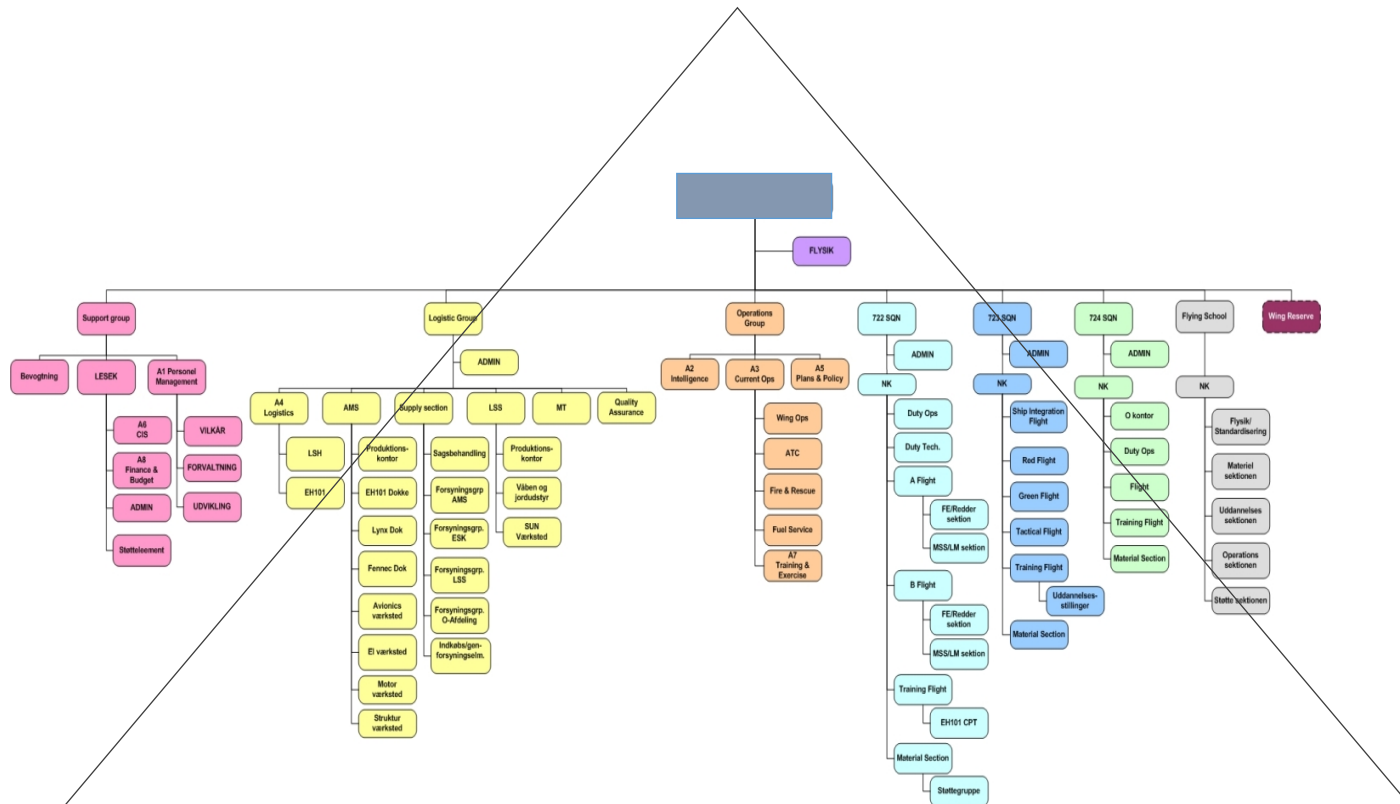 FLYSIK
Support group
Logistic Group
Operations
Group
722 SQN
723 SQN
724 SQN
Flying School
Wing Reserve
Bevogtning
LESEK
A1 Personel
Management
A6
CIS
A8
Finance &
Budget
ADMIN
Støtteleement
VILKÅR
FORVALTNING
UDVIKLING
ADMIN
A4
Logistics
AMS
Supply section
LSS
MT
Quality
Assurance
LSH
EH101
Produktions-
kontor
EH101 Dokke
Lynx Dok
Fennec Dok
Avionics
værksted
El værksted
Motor
værksted
Struktur
værksted
Sagsbehandling
Forsyningsgrp
AMS
Forsyningsgrp.
ESK
Forsyningsgrp.
LSS
Forsyningsgrp.
O-Afdeling
Indkøbs/gen-
forsyningselm.
Produktions-
kontor
Våben og
jordudstyr
SUN
Værksted
A2
Intelligence
A3
Current Ops
A5
Plans & Policy
Wing Ops
ATC
Fire & Rescue
Fuel Service
A7
Training &
Exercise
ADMIN
NK
Duty Ops
Duty Tech.
A Flight
FE/Redder
sektion
MSS/LM sektion
B Flight
FE/Redder
sektion
MSS/LM sektion
Training Flight
EH101 CPT
Material Section
Støttegruppe
ADMIN
NK
Ship Integration
Flight
Red Flight
Green Flight
Tactical Flight
Training Flight
Uddannelses-
stillinger
Material Section
ADMIN
NK
O kontor
Duty Ops
Flight
Training Flight
Material Section
NK
Flysik/
Standardisering
Materiel
sektionen
Uddannelses
sektionen
Operations
sektionen
Støtte sektionen